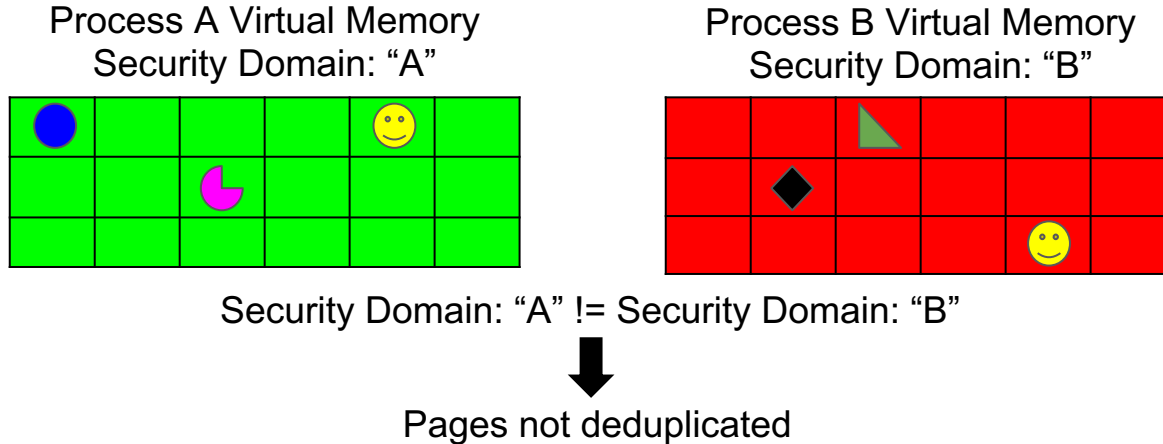 Process A Virtual Memory
Security Domain: “A”
Process B Virtual Memory
Security Domain: “B”
Security Domain: “A” != Security Domain: “B”
Pages not deduplicated